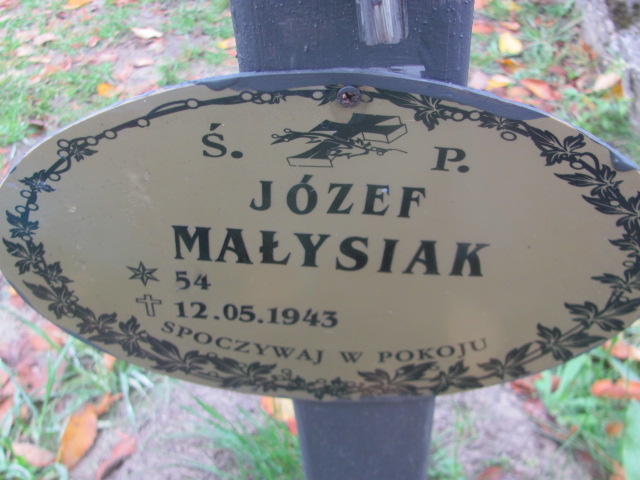 Ś. P.
JÓZEF
MAŁYSIAK
54
12.05.1943
SPOCZYWAJ W POKOJU